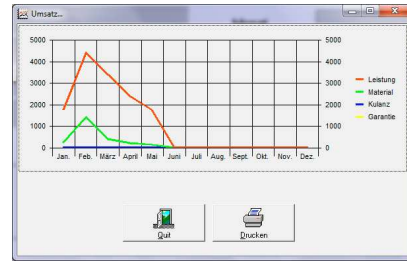 Umsatz...
5000 5000
4000 4000 Leistung
3000 3000 Material
2000 2000 Kulanz
1000 1000 Garantie
0 0
Jan. Feb. März April Mai Juni Juli Aug. Sept. Okt. Nov. Dez.
Quit Drucken